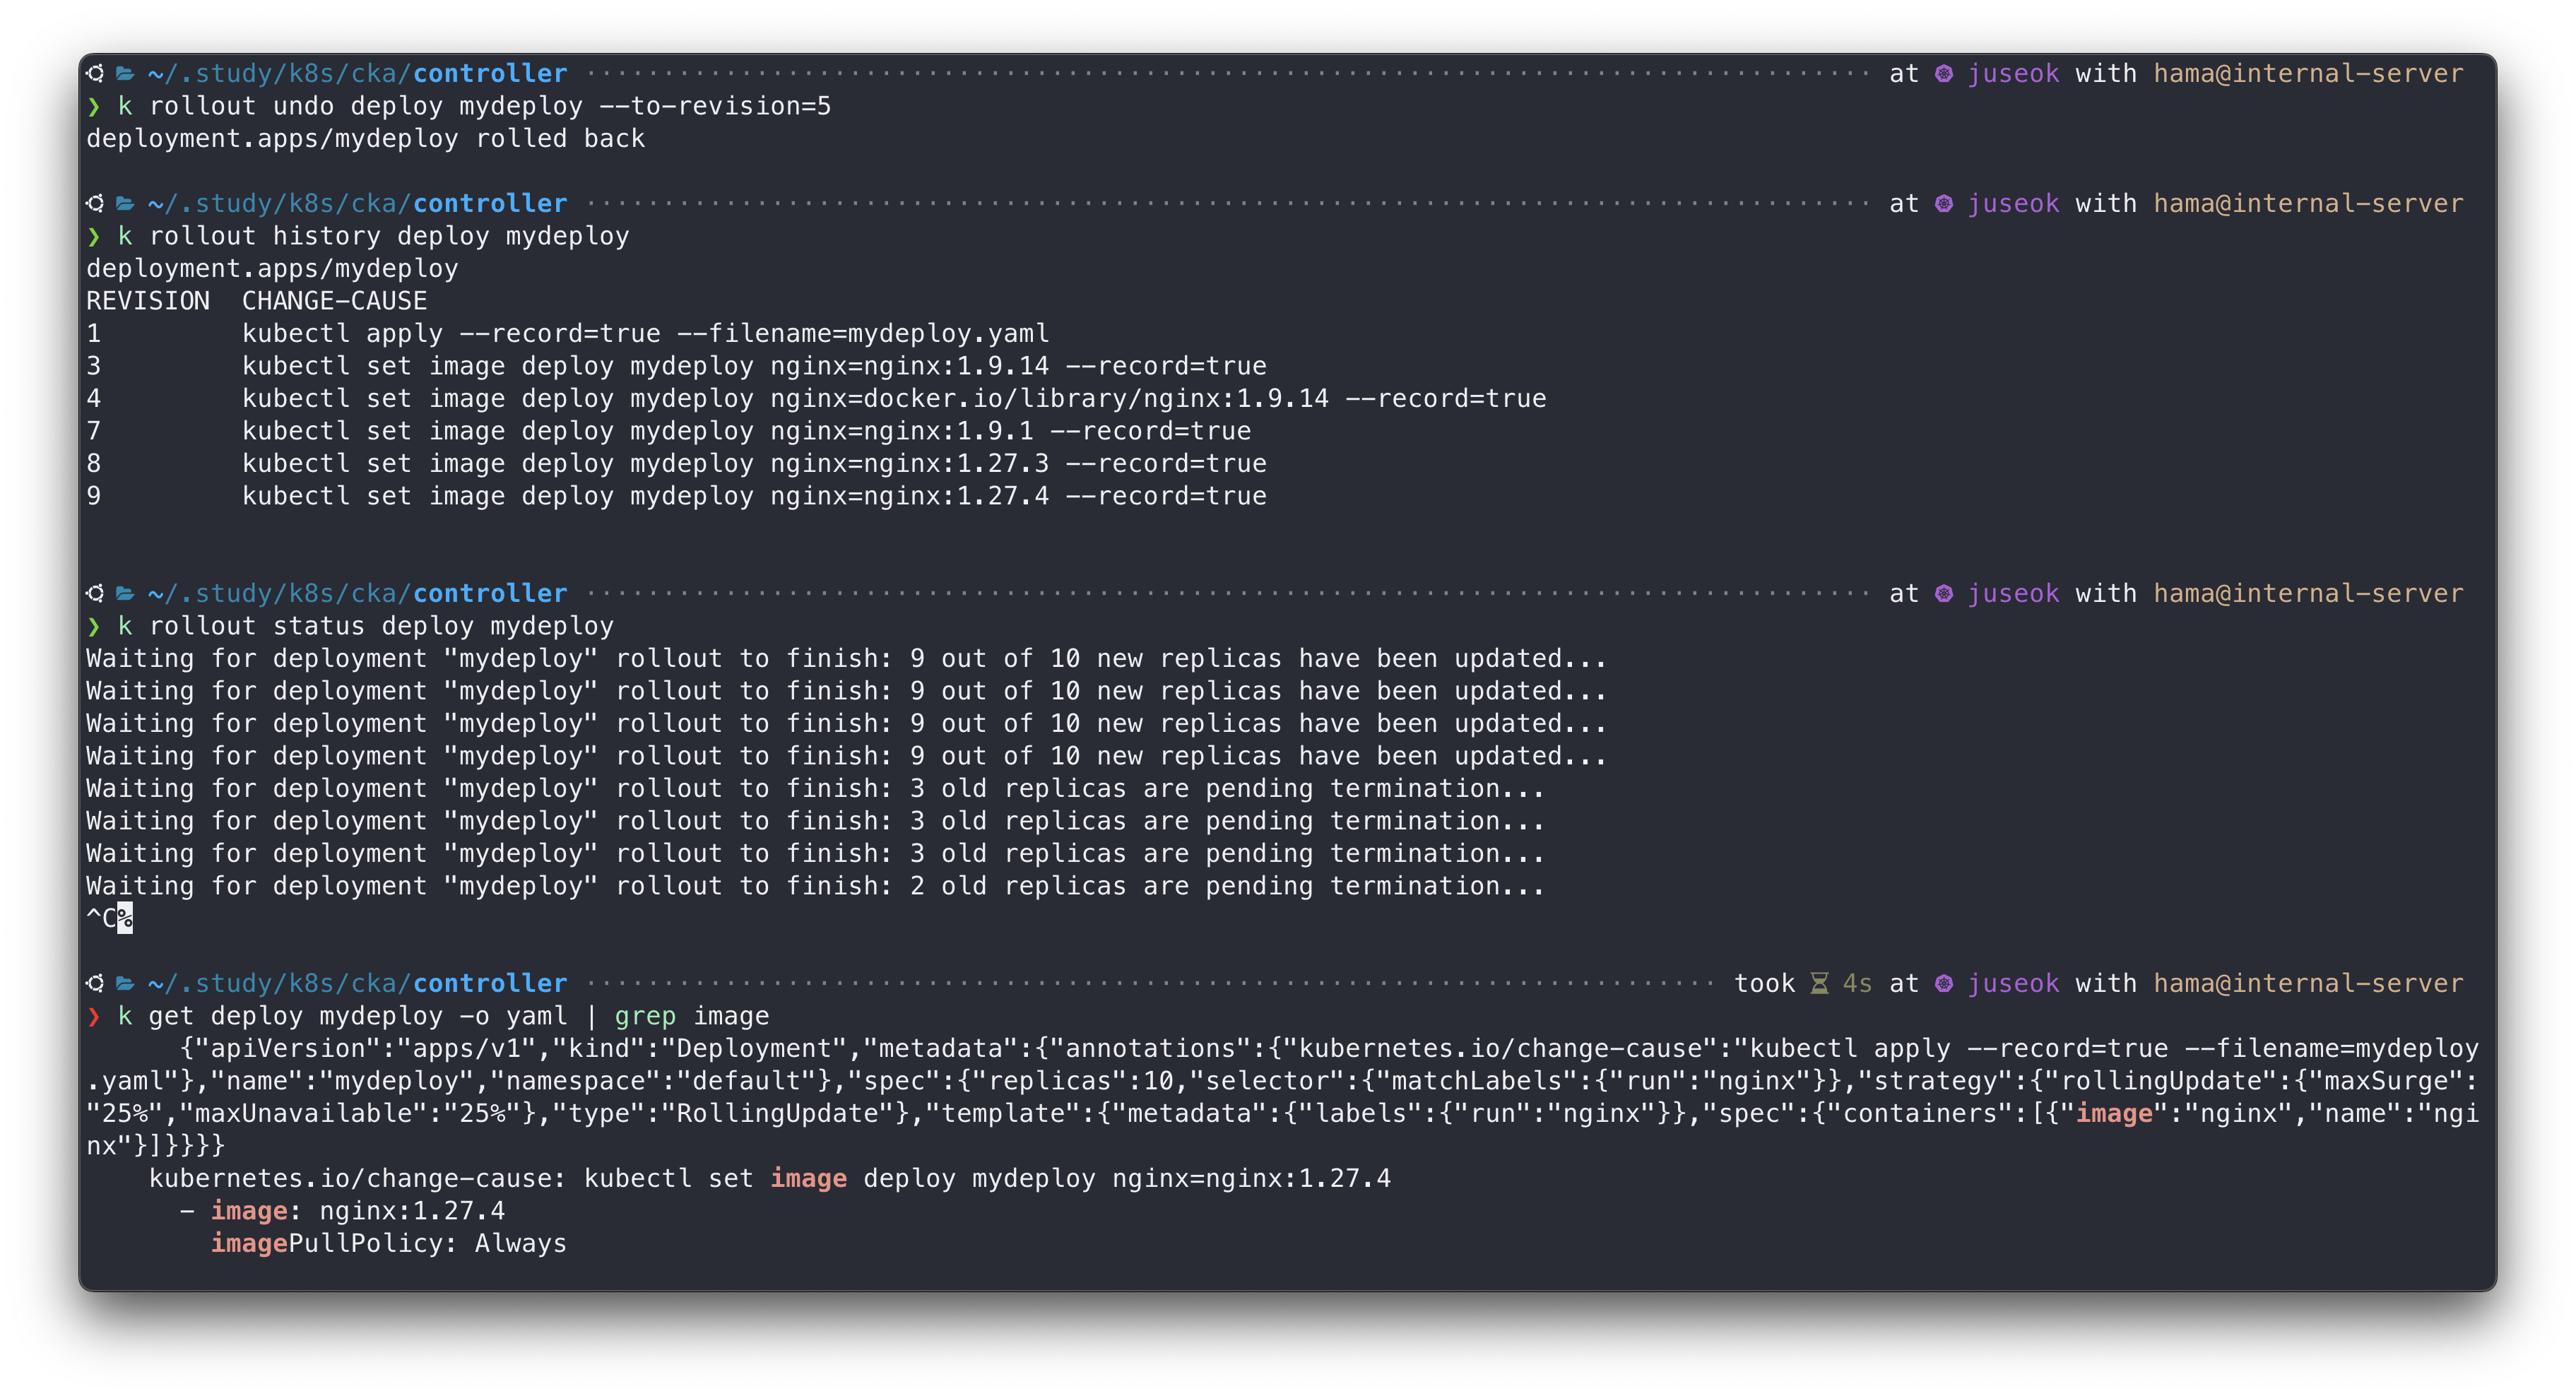 ~/.study/k8s/cka/controller at juseok with hama@internal-server
❯ k rollout undo deploy mydeploy --to-revision=5
deployment.apps/mydeploy rolled back
~/.study/k8s/cka/controller at juseok with hama@internal-server
❯ k rollout history deploy mydeploy
deployment.apps/mydeploy
REVISION  CHANGE-CAUSE
1         kubectl apply --record=true --filename=mydeploy.yaml
3         kubectl set image deploy mydeploy nginx=nginx:1.9.14 --record=true
4         kubectl set image deploy mydeploy nginx=docker.io/library/nginx:1.9.14 --record=true
7         kubectl set image deploy mydeploy nginx=nginx:1.9.1 --record=true
8         kubectl set image deploy mydeploy nginx=nginx:1.27.3 --record=true
9         kubectl set image deploy mydeploy nginx=nginx:1.27.4 --record=true
~/.study/k8s/cka/controller at juseok with hama@internal-server
❯ k rollout status deploy mydeploy
Waiting for deployment "mydeploy" rollout to finish: 9 out of 10 new replicas have been updated...
Waiting for deployment "mydeploy" rollout to finish: 9 out of 10 new replicas have been updated...
Waiting for deployment "mydeploy" rollout to finish: 9 out of 10 new replicas have been updated...
Waiting for deployment "mydeploy" rollout to finish: 9 out of 10 new replicas have been updated...
Waiting for deployment "mydeploy" rollout to finish: 3 old replicas are pending termination...
Waiting for deployment "mydeploy" rollout to finish: 3 old replicas are pending termination...
Waiting for deployment "mydeploy" rollout to finish: 3 old replicas are pending termination...
Waiting for deployment "mydeploy" rollout to finish: 2 old replicas are pending termination...
^C%
~/.study/k8s/cka/controller took 4s at juseok with hama@internal-server
❯ k get deploy mydeploy -o yaml | grep image
      {"apiVersion":"apps/v1","kind":"Deployment","metadata":{"annotations":{"kubernetes.io/change-cause":"kubectl apply --record=true --filename=mydeploy
.yaml"},"name":"mydeploy","namespace":"default"},"spec":{"replicas":10,"selector":{"matchLabels":{"run":"nginx"}},"strategy":{"rollingUpdate":{"maxSurge":
"25%","maxUnavailable":"25%"},"type":"RollingUpdate"},"template":{"metadata":{"labels":{"run":"nginx"}},"spec":{"containers":[{"image":"nginx","name":"ngi
nx"}]}}}}
    kubernetes.io/change-cause: kubectl set image deploy mydeploy nginx=nginx:1.27.4
      - image: nginx:1.27.4
        imagePullPolicy: Always